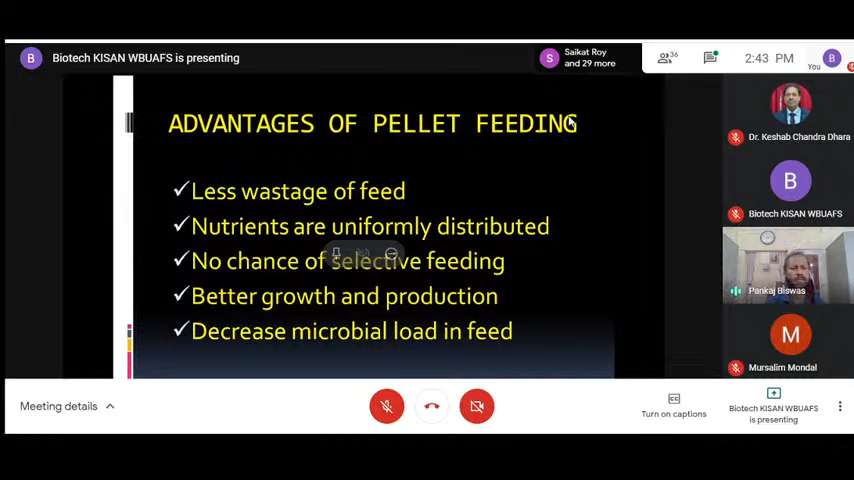 B
Biotech KISAN WBUAFS is presenting
S
Saikat Roy
and 29 more
36
2:43 PM
You
B
ADVANTAGES OF PELLET FEEDING
✓Less wastage of feed
✓Nutrients are uniformly distributed
✓No chance of selective feeding
✓Better growth and production
✓Decrease microbial load in feed
Dr. Keshab Chandra Dhara
B
Biotech KISAN WBUAFS
Pankaj Biswas
M
Mursalim Mondal
Meeting details
CC
Turn on captions
Biotech KISAN WBUAFS
is presenting